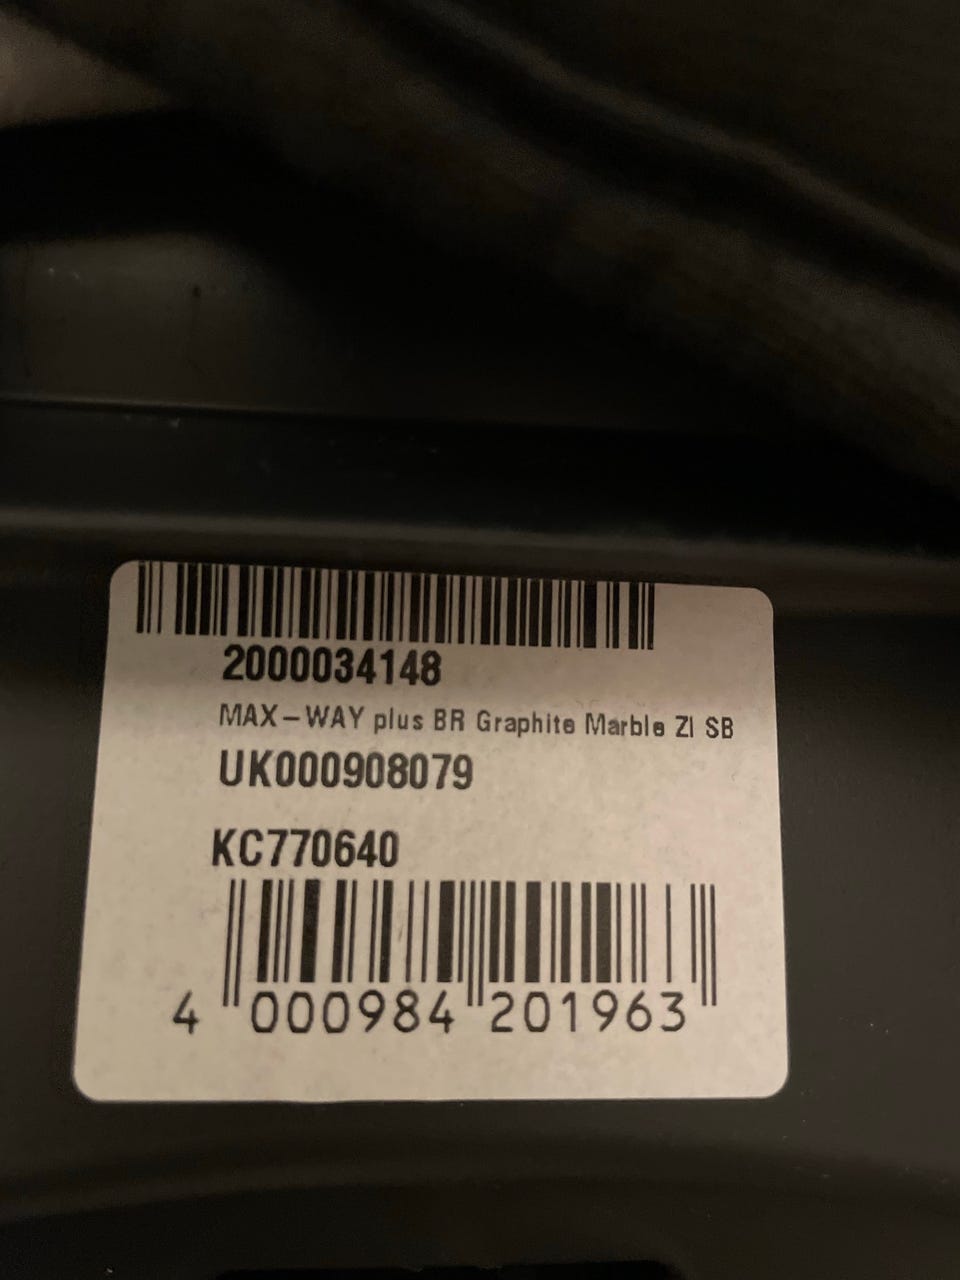 2000034148
MAX-WAY plus BR Graphite Marble ZI SB
UK000908079
KC770640
4 000984 201963